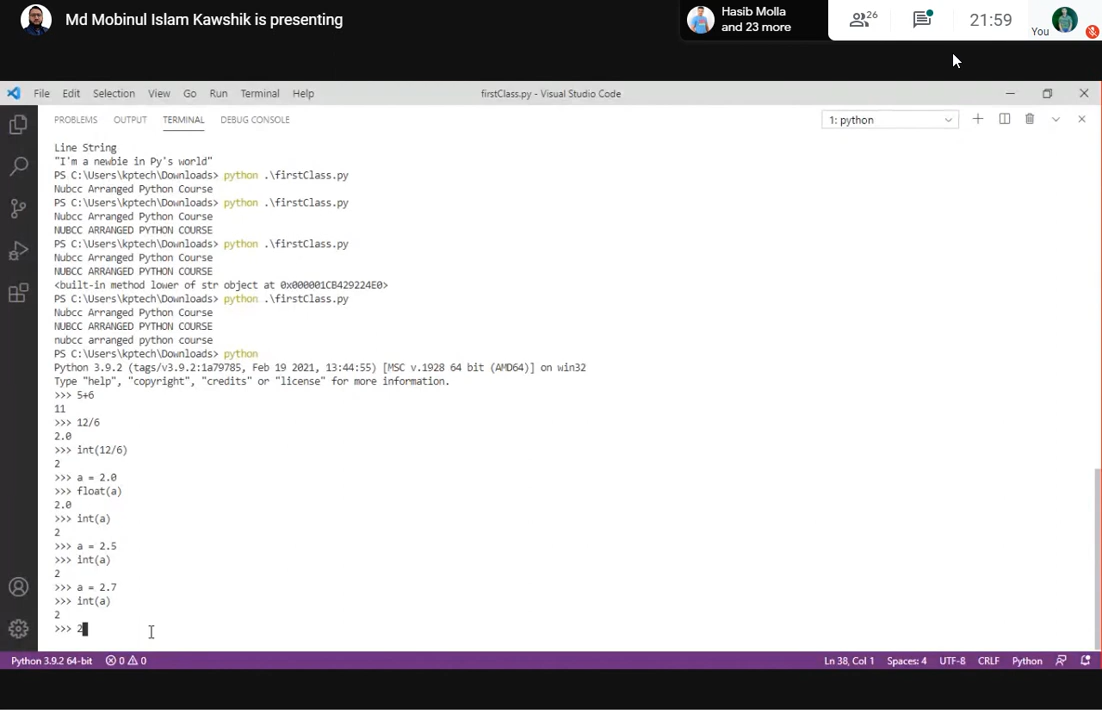 Md Mobinul Islam Kawshik is presenting
Hasib Molla
and 23 more
26
21:59
You
File Edit Selection View Go Run Terminal Help
firstClass.py - Visual Studio Code
PROBLEMS OUTPUT TERMINAL DEBUG CONSOLE
1: python
Line String
"I'm a newbie in Py's world"
PS C:\Users\kptech\Downloads> python .\firstClass.py
Nubcc Arranged Python Course
PS C:\Users\kptech\Downloads> python .\firstClass.py
Nubcc Arranged Python Course
NUBCC ARRANGED PYTHON COURSE
PS C:\Users\kptech\Downloads> python .\firstClass.py
Nubcc Arranged Python Course
NUBCC ARRANGED PYTHON COURSE
<built-in method lower of str object at 0x000001CB429224E0>
PS C:\Users\kptech\Downloads> python .\firstClass.py
Nubcc Arranged Python Course
NUBCC ARRANGED PYTHON COURSE
nubcc arranged python course
PS C:\Users\kptech\Downloads> python
Python 3.9.2 (tags/v3.9.2:1a79785, Feb 19 2021, 13:44:55) [MSC v.1928 64 bit (AMD64)] on win32
Type "help", "copyright", "credits" or "license" for more information.
>>> 5+6
11
>>> 12/6
2.0
>>> int(12/6)
2
>>> a = 2.0
>>> float(a)
2.0
>>> int(a)
2
>>> a = 2.5
>>> int(a)
2
>>> a = 2.7
>>> int(a)
2
>>> 2
Python 3.9.2 64-bit 0 0 Ln 38, Col 1 Spaces: 4 UTF-8 CRLF Python